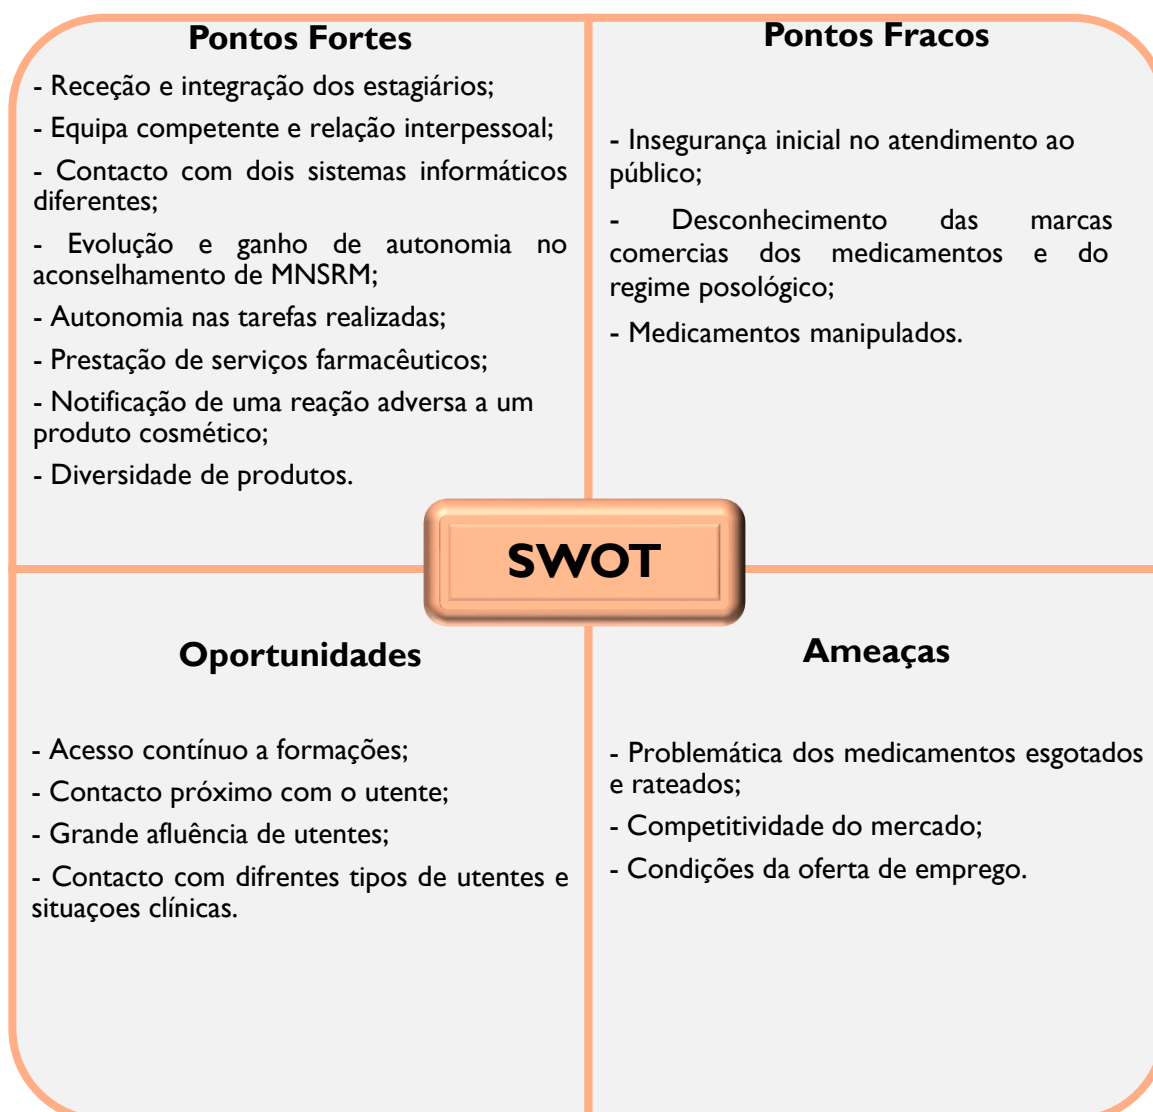 Pontos Fortes
- Receção e integração dos estagiários;
- Equipa competente e relação interpessoal;
- Contacto com dois sistemas informáticos
diferentes;
- Evolução e ganho de autonomia no
aconselhamento de MNSRM;
- Autonomia nas tarefas realizadas;
- Prestação de serviços farmacêuticos;
- Notificação de uma reação adversa a um
produto cosmético;
- Diversidade de produtos.
Pontos Fracos
- Insegurança inicial no atendimento ao
público;
- Desconhecimento das marcas
comercias dos medicamentos e do
regime posológico;
- Medicamentos manipulados.
SWOT
Oportunidades
- Acesso contínuo a formações;
- Contacto próximo com o utente;
- Grande afluência de utentes;
- Contacto com difrentes tipos de utentes e
situaçoes clínicas.
Ameaças
- Problemática dos medicamentos esgotados
e rateados;
- Competitividade do mercado;
- Condições da oferta de emprego.